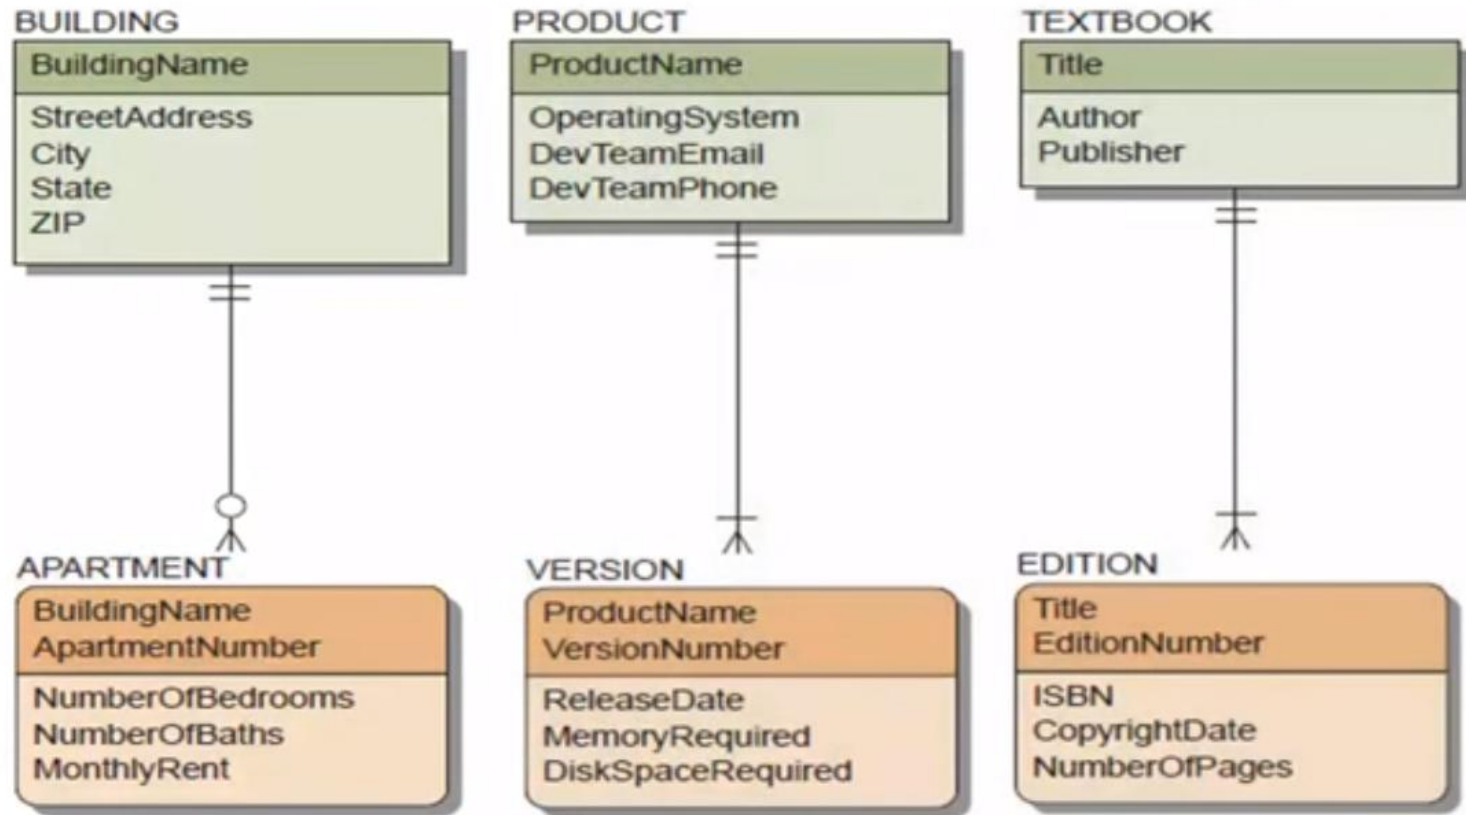 BUILDING
BuildingName
StreetAddress
City
State
ZIP
PRODUCT
ProductName
OperatingSystem
DevTeamEmail
DevTeamPhone
TEXTBOOK
Title
Author
Publisher
APARTMENT
BuildingName
ApartmentNumber
NumberOfBedrooms
NumberOfBaths
MonthlyRent
VERSION
ProductName
VersionNumber
ReleaseDate
MemoryRequired
DiskSpaceRequired
EDITION
Title
EditionNumber
ISBN
CopyrightDate
NumberOfPages